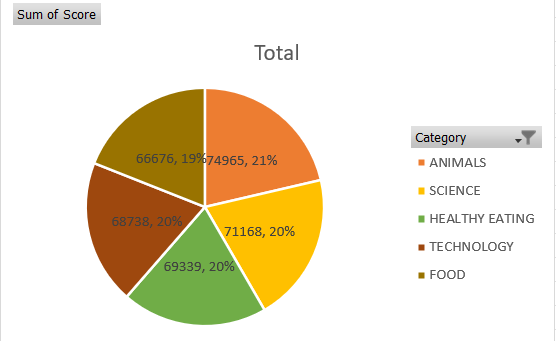 Sum of Score
Total
66676, 19%
74965, 21%
68738, 20%
71168, 20%
69339, 20%
Category
ANIMALS
SCIENCE
HEALTHY EATING
TECHNOLOGY
FOOD